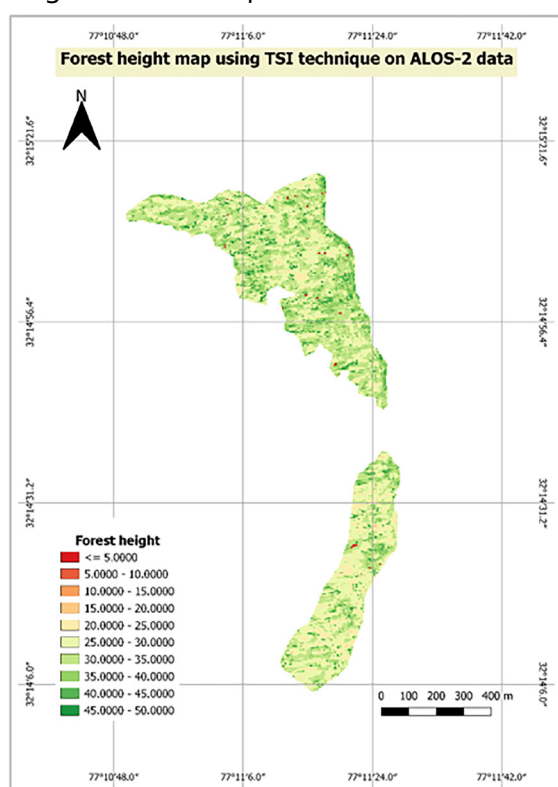 77°10'48.0" 77°11'6.0" 77°11'24.0" 77°11'42.0"
Forest height map using TSI technique on ALOS-2 data
N
32°15'21.6" 32°15'21.6"
32°14'56.4" 32°14'56.4"
32°14'31.2" 32°14'31.2"
Forest height
<= 5.0000
5.0000 - 10.0000
10.0000 - 15.0000
15.0000 - 20.0000
20.0000 - 25.0000
25.0000 - 30.0000
30.0000 - 35.0000
35.0000 - 40.0000
40.0000 - 45.0000
45.0000 - 50.0000
32°14'6.0" 32°14'6.0"
0 100 200 300 400 m
77°10'48.0" 77°11'6.0" 77°11'24.0" 77°11'42.0"